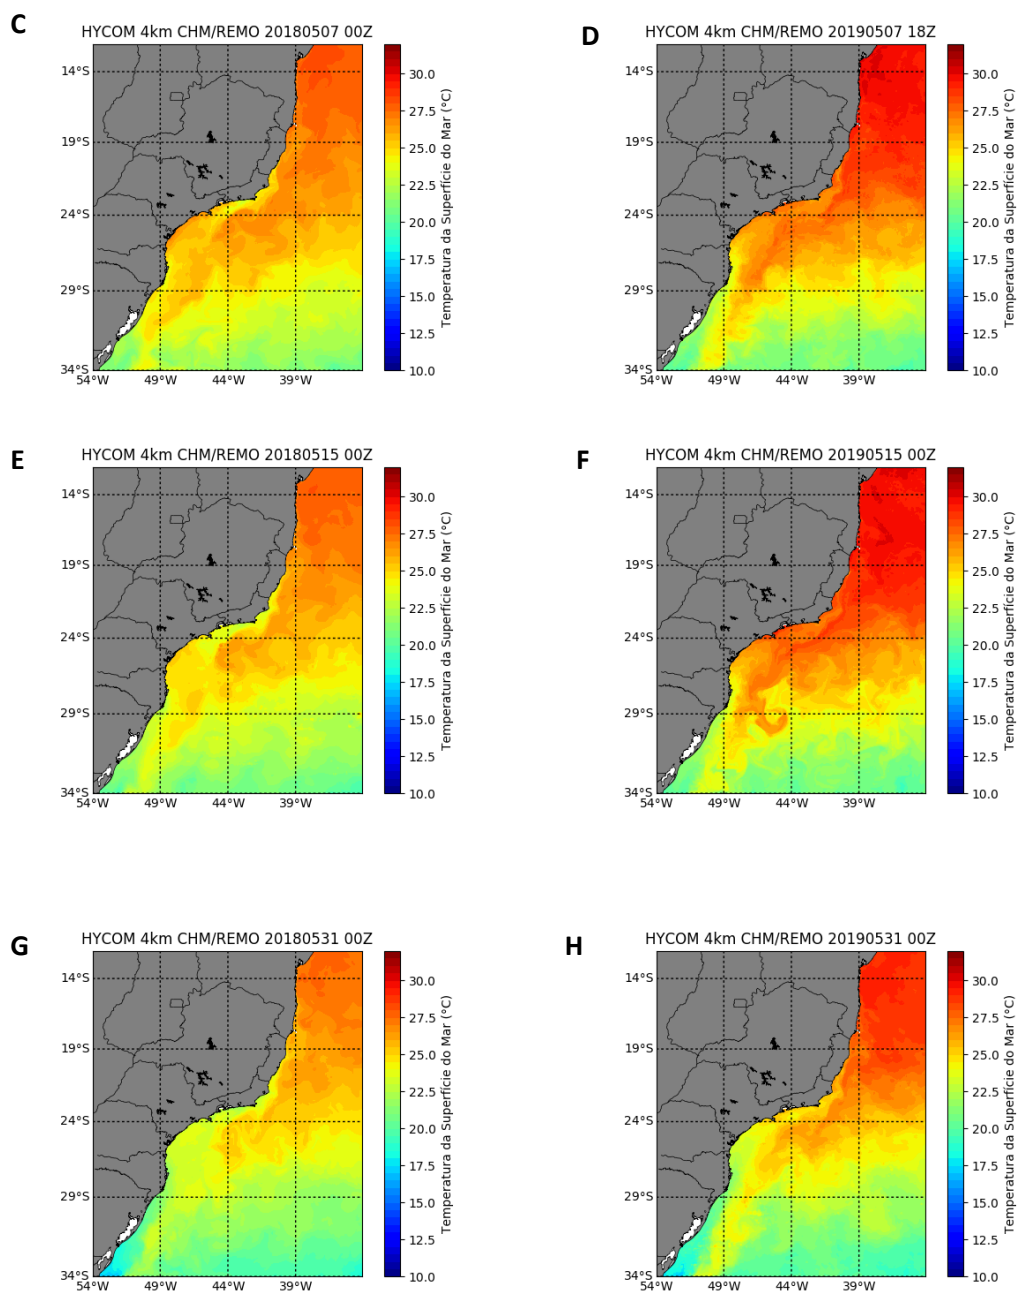 C
HYCOM 4km CHM/REMO 20180507 00Z
14°S
19°S
24°S
29°S
34°S
54°W 49°W 44°W 39°W
30.0
27.5
25.0
22.5
20.0
17.5
15.0
12.5
10.0
Temperatura da Superfície do Mar (°C)
D
HYCOM 4km CHM/REMO 20190507 18Z
14°S
19°S
24°S
29°S
34°S
54°W 49°W 44°W 39°W
30.0
27.5
25.0
22.5
20.0
17.5
15.0
12.5
10.0
Temperatura da Superfície do Mar (°C)
E
HYCOM 4km CHM/REMO 20180515 00Z
14°S
19°S
24°S
29°S
34°S
54°W 49°W 44°W 39°W
30.0
27.5
25.0
22.5
20.0
17.5
15.0
12.5
10.0
Temperatura da Superfície do Mar (°C)
F
HYCOM 4km CHM/REMO 20190515 00Z
14°S
19°S
24°S
29°S
34°S
54°W 49°W 44°W 39°W
30.0
27.5
25.0
22.5
20.0
17.5
15.0
12.5
10.0
Temperatura da Superfície do Mar (°C)
G
HYCOM 4km CHM/REMO 20180531 00Z
14°S
19°S
24°S
29°S
34°S
54°W 49°W 44°W 39°W
30.0
27.5
25.0
22.5
20.0
17.5
15.0
12.5
10.0
Temperatura da Superfície do Mar (°C)
H
HYCOM 4km CHM/REMO 20190531 00Z
14°S
19°S
24°S
29°S
34°S
54°W 49°W 44°W 39°W
30.0
27.5
25.0
22.5
20.0
17.5
15.0
12.5
10.0
Temperatura da Superfície do Mar (°C)